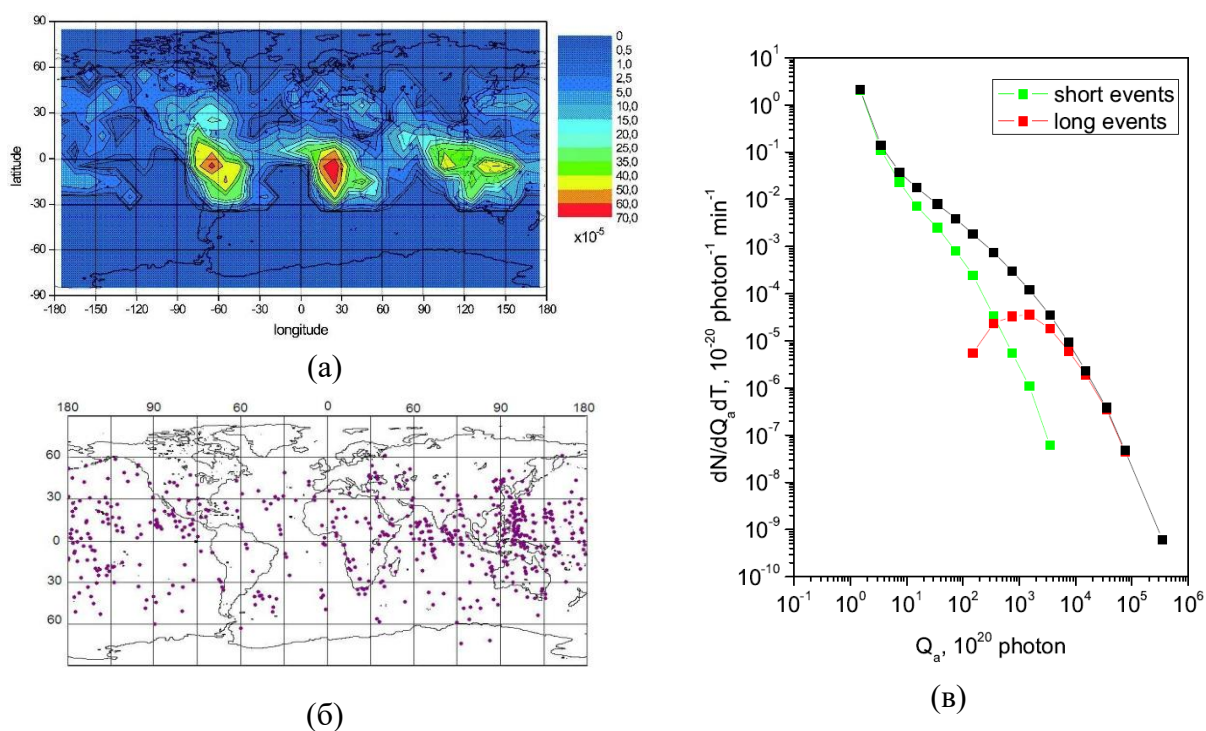 90
60
30
0
-30
-60
-90
latitude
-180 -150 -120 -90 -60 -30 0 30 60 90 120 150 180
longitude
0
0,5
1,0
2,5
5,0
10,0
15,0
20,0
25,0
35,0
40,0
50,0
60,0
70,0
x10⁻⁵
(а)
180 90 60 0 60 90 180
60
30
0
30
60
(б)
dN/dQₐdT, 10⁻²⁰ photon⁻¹ min⁻¹
10¹
10⁰
10⁻¹
10⁻²
10⁻³
10⁻⁴
10⁻⁵
10⁻⁶
10⁻⁷
10⁻⁸
10⁻⁹
10⁻¹⁰
short events
long events
10⁻¹ 10⁰ 10¹ 10² 10³ 10⁴ 10⁵ 10⁶
Qₐ, 10²⁰ photon
(в)